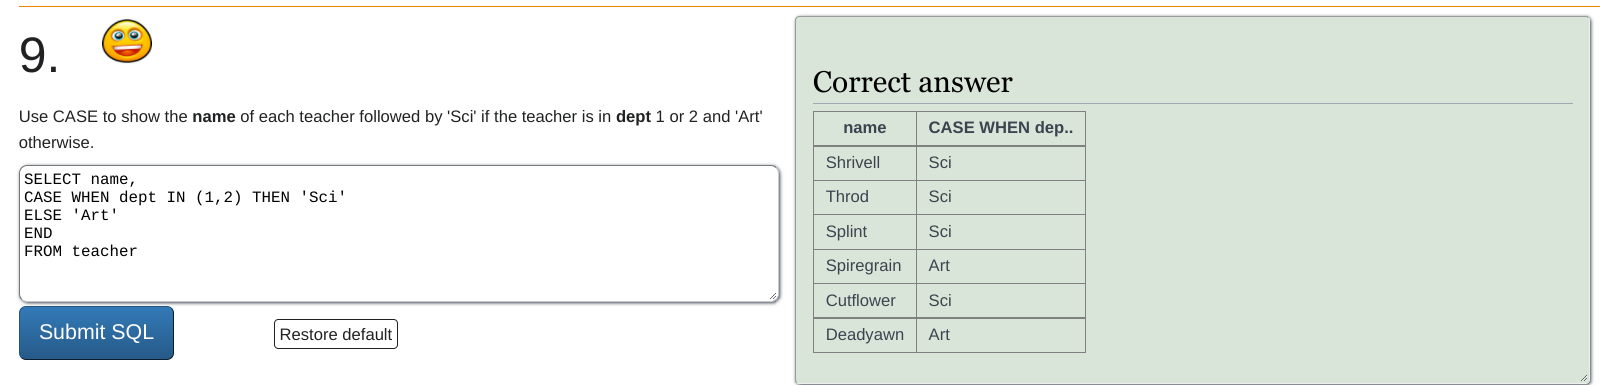 9.
Use CASE to show the name of each teacher followed by 'Sci' if the teacher is in dept 1 or 2 and 'Art'
otherwise.
SELECT name,
CASE WHEN dept IN (1,2) THEN 'Sci'
ELSE 'Art'
END
FROM teacher
Submit SQL
Restore default
Correct answer
name CASE WHEN dep..
Shrivell Sci
Throd Sci
Splint Sci
Spiregrain Art
Cutflower Sci
Deadyawn Art